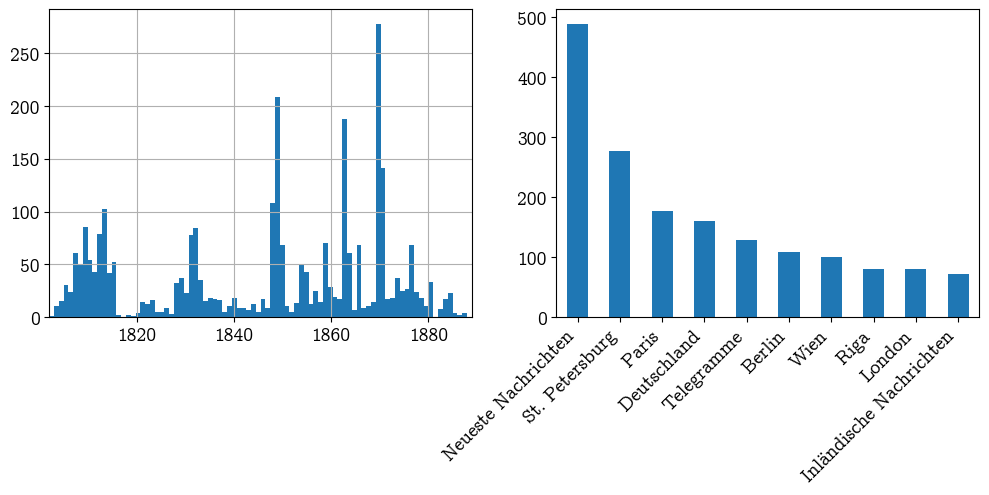 250
200
150
100
50
0
1820 1840 1860 1880
500
400
300
200
100
0
Neueste Nachrichten
St. Petersburg
Paris
Deutschland
Telegramme
Berlin
Wien
Riga
London
Inländische Nachrichten